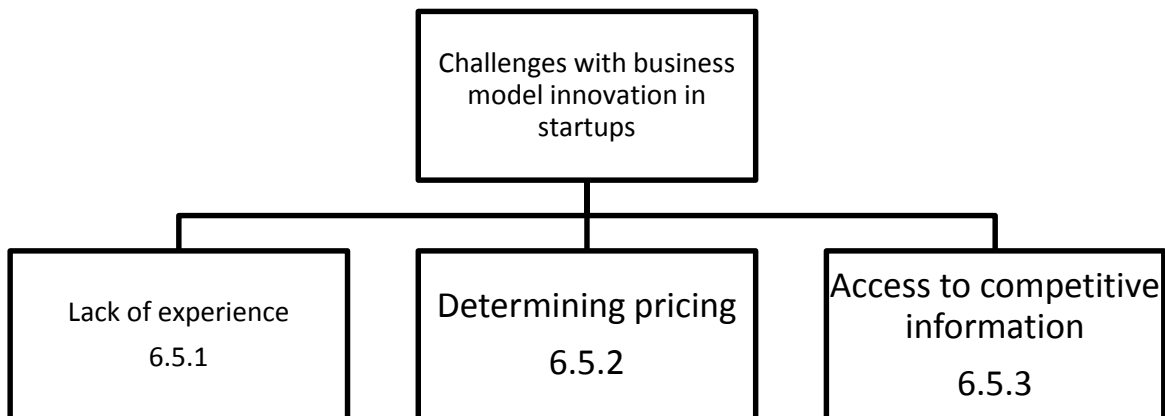 Challenges with business
model innovation in
startups
Lack of experience
6.5.1
Determining pricing
6.5.2
Access to competitive
information
6.5.3